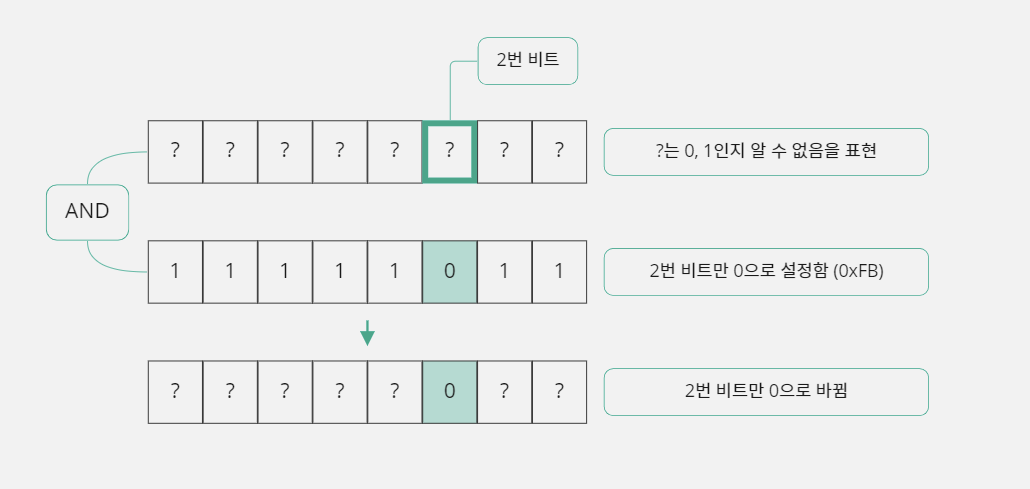 2번 비트
? ? ? ? ? ? ? ?
?는 0, 1인지 알 수 없음을 표현
AND
1 1 1 1 1 0 1 1
2번 비트만 0으로 설정함 (0xFB)
? ? ? ? ? 0 ? ?
2번 비트만 0으로 바뀜